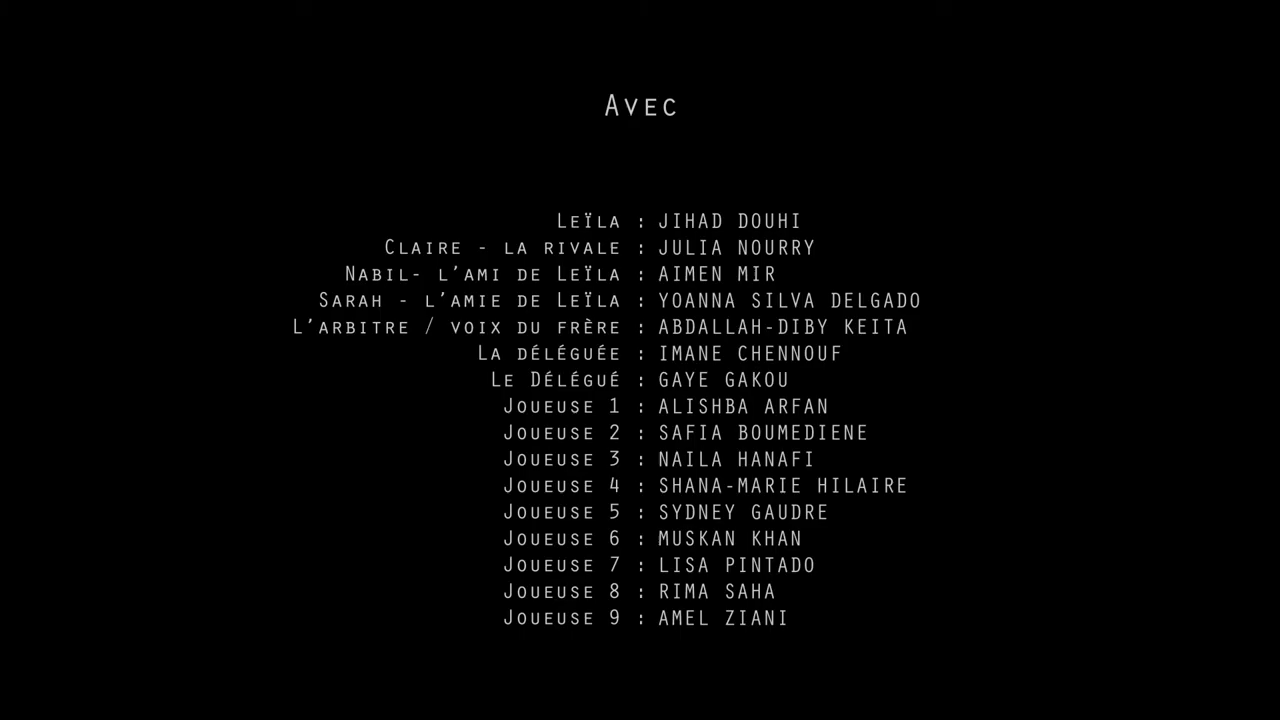 Avec
Leïla : JIHAD DOUHI
Claire - la rivale : JULIA NOURRY
Nabil- l'ami de Leïla : AIMEN MIR
Sarah - l'amie de Leïla : YOANNA SILVA DELGADO
L'arbitre / voix du frère : ABDALLAH-DIBY KEITA
La déléguée : IMANE CHENNOUF
Le Délégué : GAYE GAKOU
Joueuse 1 : ALISHBA ARFAN
Joueuse 2 : SAFIA BOUMEDIENE
Joueuse 3 : NAILA HANAFI
Joueuse 4 : SHANA-MARIE HILAIRE
Joueuse 5 : SYDNEY GAUDRE
Joueuse 6 : MUSKAN KHAN
Joueuse 7 : LISA PINTADO
Joueuse 8 : RIMA SAHA
Joueuse 9 : AMEL ZIANI